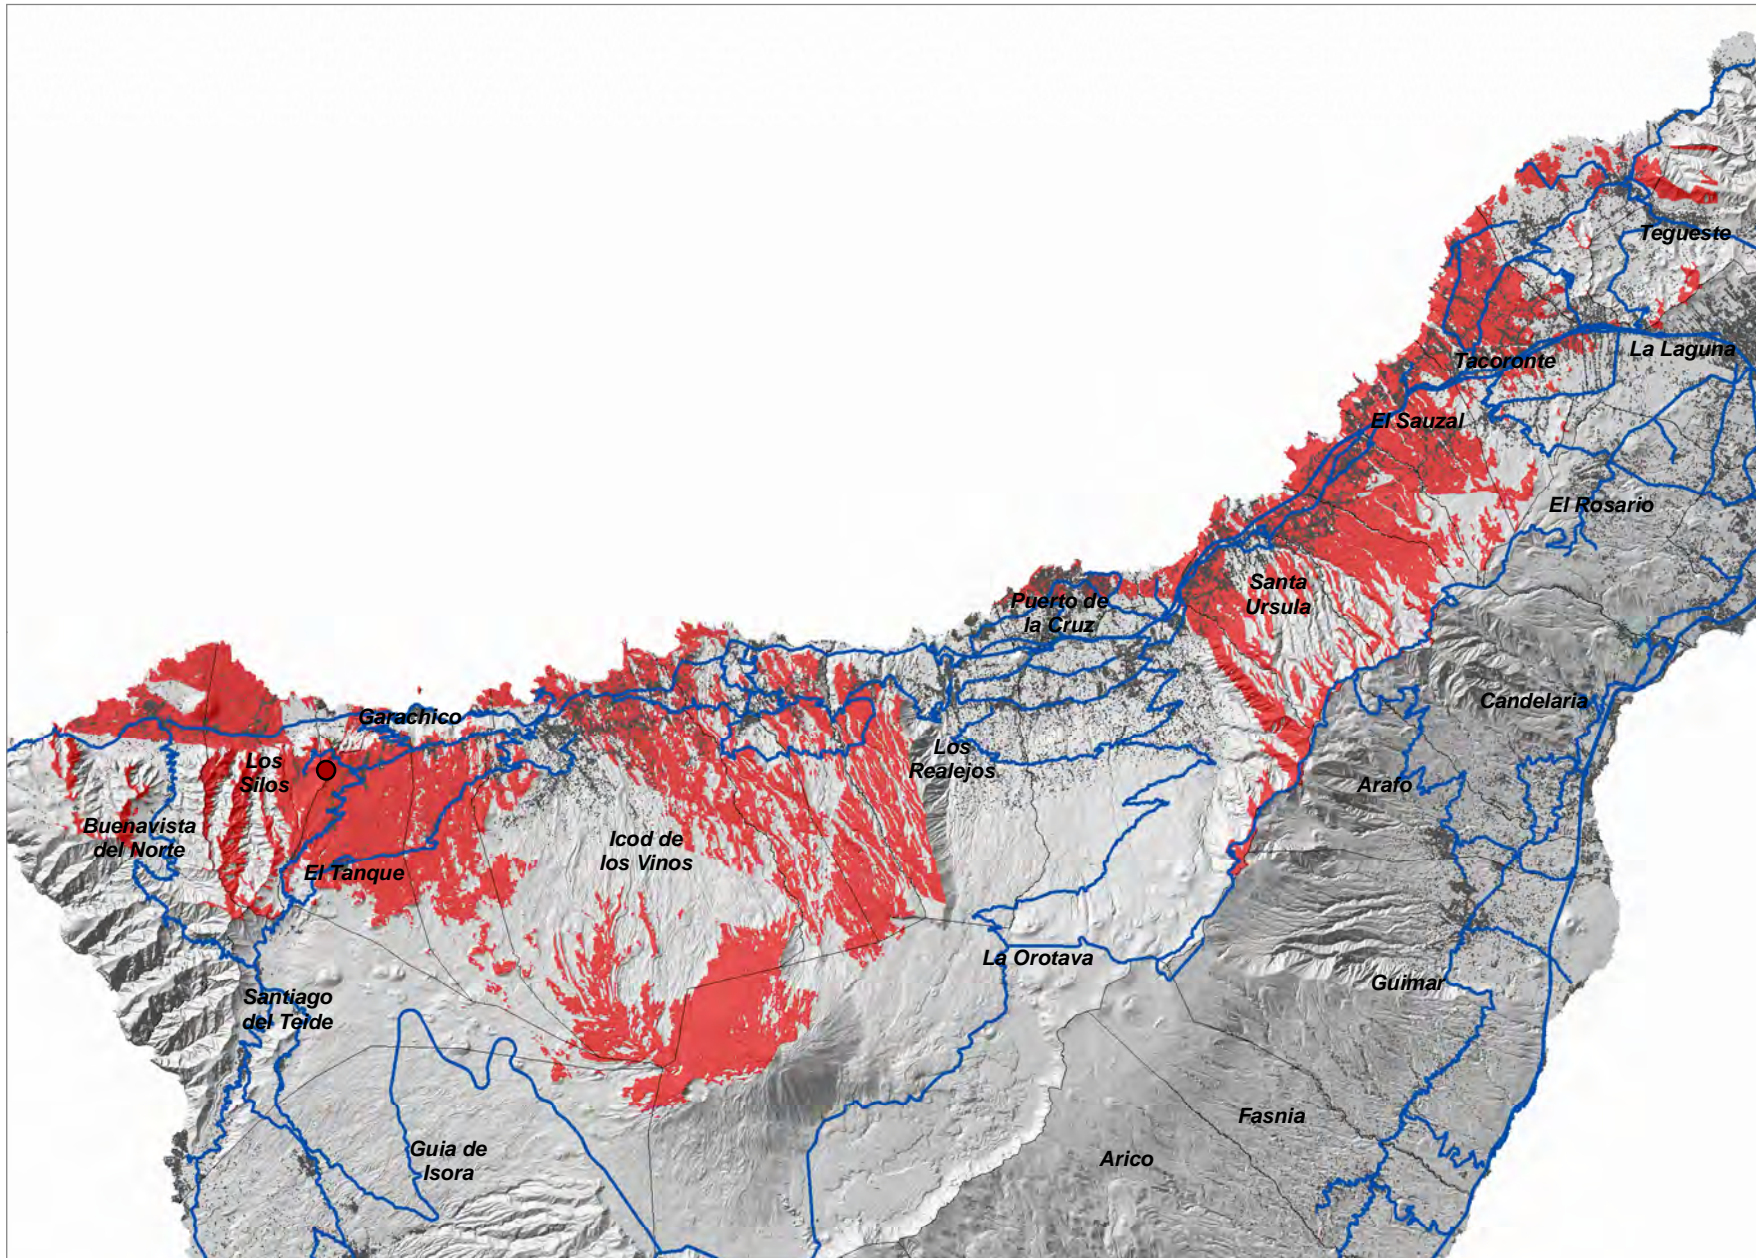 Tegueste
La Laguna
Tacoronte
El Sauzal
El Rosario
Santa
Ursula
Puerto de
la Cruz
Candelaria
Garachico
Los
Realejos
Los
Silos
Arafo
Buenavista
del Norte
Icod de
los Vinos
El Tanque
La Orotava
Guimar
Santiago
del Teide
Fasnia
Guia de
Isora
Arico